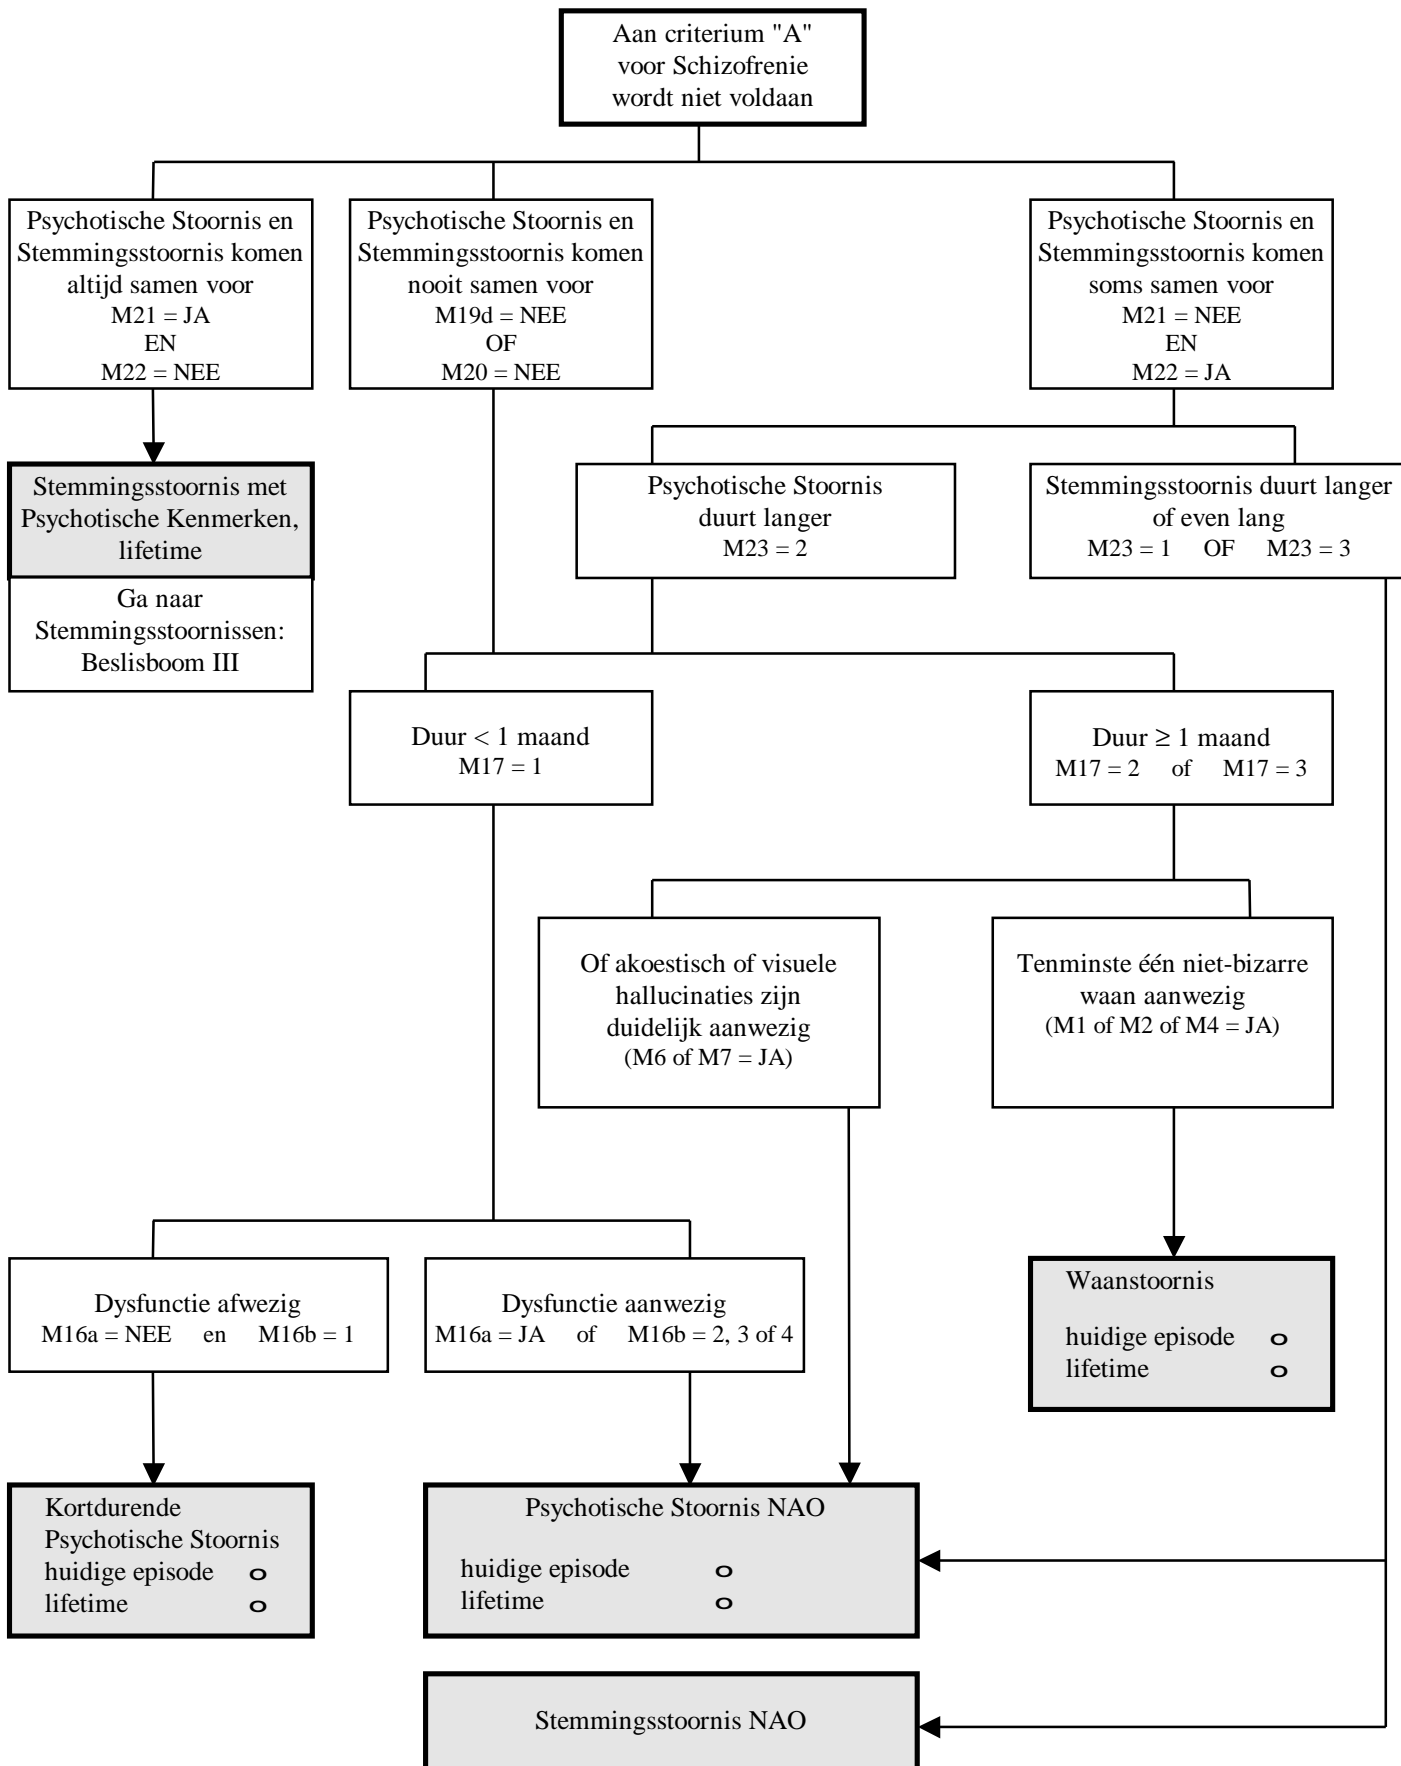 Aan criterium "A"
voor Schizofrenie
wordt niet voldaan
Psychotische Stoornis en
Stemmingsstoornis komen
altijd samen voor
M21 = JA
EN
M22 = NEE
Psychotische Stoornis en
Stemmingsstoornis komen
nooit samen voor
M19d = NEE
OF
M20 = NEE
Psychotische Stoornis en
Stemmingsstoornis komen
soms samen voor
M21 = NEE
EN
M22 = JA
Stemmingsstoornis met
Psychotische Kenmerken,
lifetime
Ga naar
Stemmingsstoornissen:
Beslisboom III
Psychotische Stoornis
duurt langer
M23 = 2
Stemmingsstoornis duurt langer
of even lang
M23 = 1 OF M23 = 3
Duur < 1 maand
M17 = 1
Duur ≥ 1 maand
M17 = 2 of M17 = 3
Of akoestisch of visuele
hallucinaties zijn
duidelijk aanwezig
(M6 of M7 = JA)
Tenminste één niet-bizarre
waan aanwezig
(M1 of M2 of M4 = JA)
Dysfunctie afwezig
M16a = NEE en M16b = 1
Dysfunctie aanwezig
M16a = JA of M16b = 2, 3 of 4
Waanstoornis
huidige episode o
lifetime o
Kortdurende
Psychotische Stoornis
huidige episode o
lifetime o
Psychotische Stoornis NAO
huidige episode o
lifetime o
Stemmingsstoornis NAO